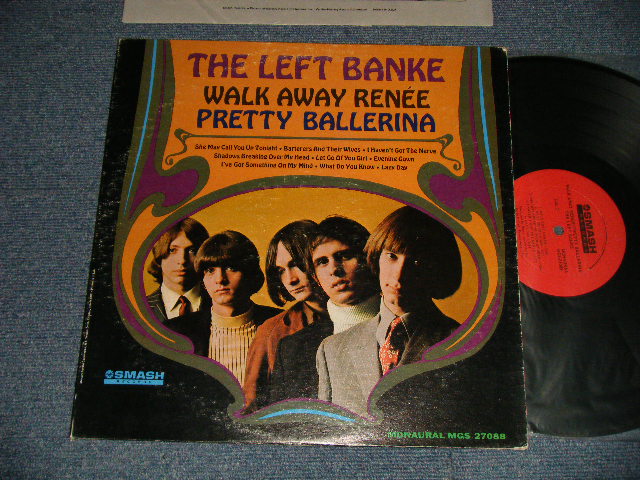 THE LEFT BANKE
WALK AWAY RENÉE
PRETTY BALLERINA
She May Call You Up Tonight • Barterers And Their Wives • I Haven't Got The Nerve
Shadows Breaking Over My Head • Let Go Of You Girl • Evening Gown
I've Got Something On My Mind • What Do You Know • Lazy Day
SMASH
RECORDS
MONAURAL MGS 27088
SMASH